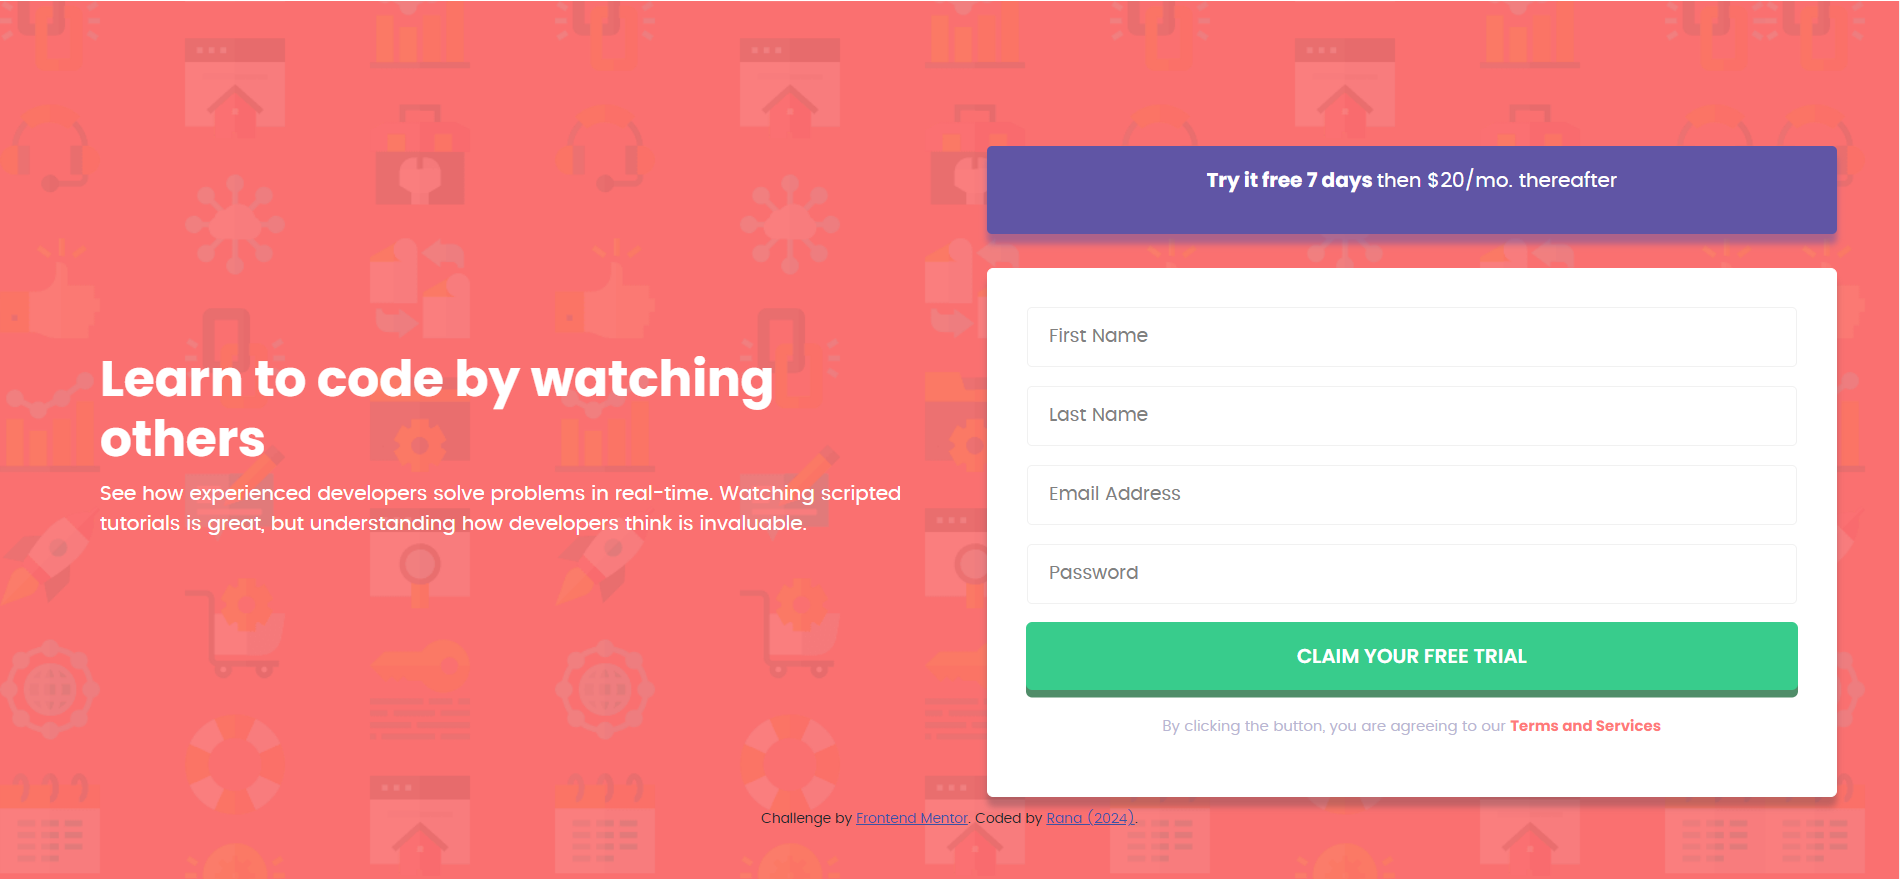 Learn to code by watching
others
See how experienced developers solve problems in real-time. Watching scripted
tutorials is great, but understanding how developers think is invaluable.
Try it free 7 days then $20/mo. thereafter
First Name
Last Name
Email Address
Password
CLAIM YOUR FREE TRIAL
By clicking the button, you are agreeing to our Terms and Services
Challenge by Frontend Mentor. Coded by Rana (2024).